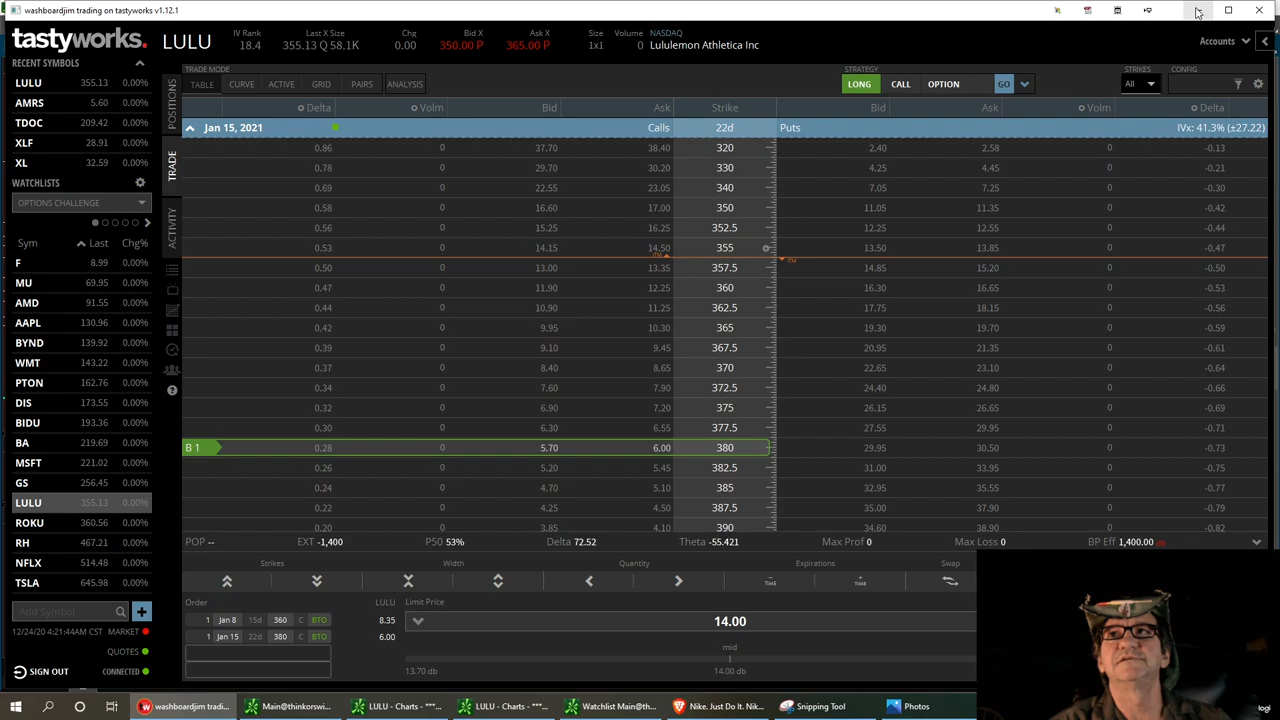 washboardjim trading on tastyworks v1.12.1
tastyworks.
LULU
IV Rank
18.4
Last X Size
355.13 Q 58.1K
Chg
0.00
Bid X
350.00 P
Ask X
365.00 P
Size
1x1
Volume
0
NASDAQ
Lululemon Athletica Inc
Accounts
RECENT SYMBOLS
LULU 355.13 0.00%
AMRS 5.60 0.00%
TDOC 209.42 0.00%
XLF 28.91 0.00%
XL 32.59 0.00%
WATCHLISTS
OPTIONS CHALLENGE
Sym Last Chg%
F 8.99 0.00%
MU 69.95 0.00%
AMD 91.55 0.00%
AAPL 130.96 0.00%
BYND 139.92 0.00%
WMT 143.22 0.00%
PTON 162.76 0.00%
DIS 173.55 0.00%
BIDU 193.36 0.00%
BA 219.69 0.00%
MSFT 221.02 0.00%
GS 256.45 0.00%
LULU 355.13 0.00%
ROKU 360.56 0.00%
RH 467.21 0.00%
NFLX 514.48 0.00%
TSLA 645.98 0.00%
Add Symbol
12/24/20 4:21:44AM CST MARKET
QUOTES
SIGN OUT CONNECTED
POSITIONS
TRADE
ACTIVITY
TRADE MODE
TABLE CURVE ACTIVE GRID PAIRS ANALYSIS
STRATEGY
LONG CALL OPTION GO
STRIKES
All
CONFIG
Delta Volm Bid Ask Strike Bid Ask Volm Delta
Jan 15, 2021 Calls 22d Puts IVx: 41.3% (±27.22)
0.86 0 37.70 38.40 320 2.40 2.58 0 -0.13
0.78 0 29.70 30.20 330 4.25 4.45 0 -0.21
0.69 0 22.55 23.05 340 7.05 7.25 0 -0.30
0.58 0 16.60 17.00 350 11.05 11.35 0 -0.42
0.56 0 15.25 16.25 352.5 12.25 12.55 0 -0.44
0.53 0 14.15 14.50 355 13.50 13.85 0 -0.47
ITM ITM
0.50 0 13.00 13.35 357.5 14.85 15.20 0 -0.50
0.47 0 11.90 12.25 360 16.30 16.65 0 -0.53
0.44 0 10.95 11.25 362.5 17.75 18.15 0 -0.56
0.42 0 9.95 10.30 365 19.30 19.70 0 -0.59
0.39 0 9.10 9.45 367.5 20.95 21.35 0 -0.61
0.37 0 8.40 8.65 370 22.65 23.10 0 -0.64
0.34 0 7.60 7.90 372.5 24.40 24.80 0 -0.66
0.32 0 6.90 7.20 375 26.15 26.65 0 -0.69
0.30 0 6.30 6.55 377.5 27.55 29.95 0 -0.71
B 1 0.28 0 5.70 6.00 380 29.95 30.50 0 -0.73
0.26 0 5.20 5.45 382.5 31.00 33.95 0 -0.75
0.24 0 4.70 5.10 385 32.95 35.55 0 -0.77
0.22 0 4.25 4.50 387.5 35.00 37.90 0 -0.79
0.20 0 3.85 4.10 390 34.60 38.90 0 -0.82
POP -- EXT -1,400 P50 53% Delta 72.52 Theta -55.421 Max Prof 0 Max Loss 0 BP Eff 1,400.00
Strikes Width Quantity Expirations Swap
TIME TIME
Order LULU Limit Price
1 Jan 8 15d 360 C BTO 8.35
1 Jan 15 22d 380 C BTO 6.00
14.00
mid
13.70 db 14.00 db
washboardjim tradi...
Main@thinkorswi...
LULU - Charts - ***...
LULU - Charts - ***...
Watchlist Main@th...
Nike. Just Do It. Nik...
Snipping Tool
Photos
logi